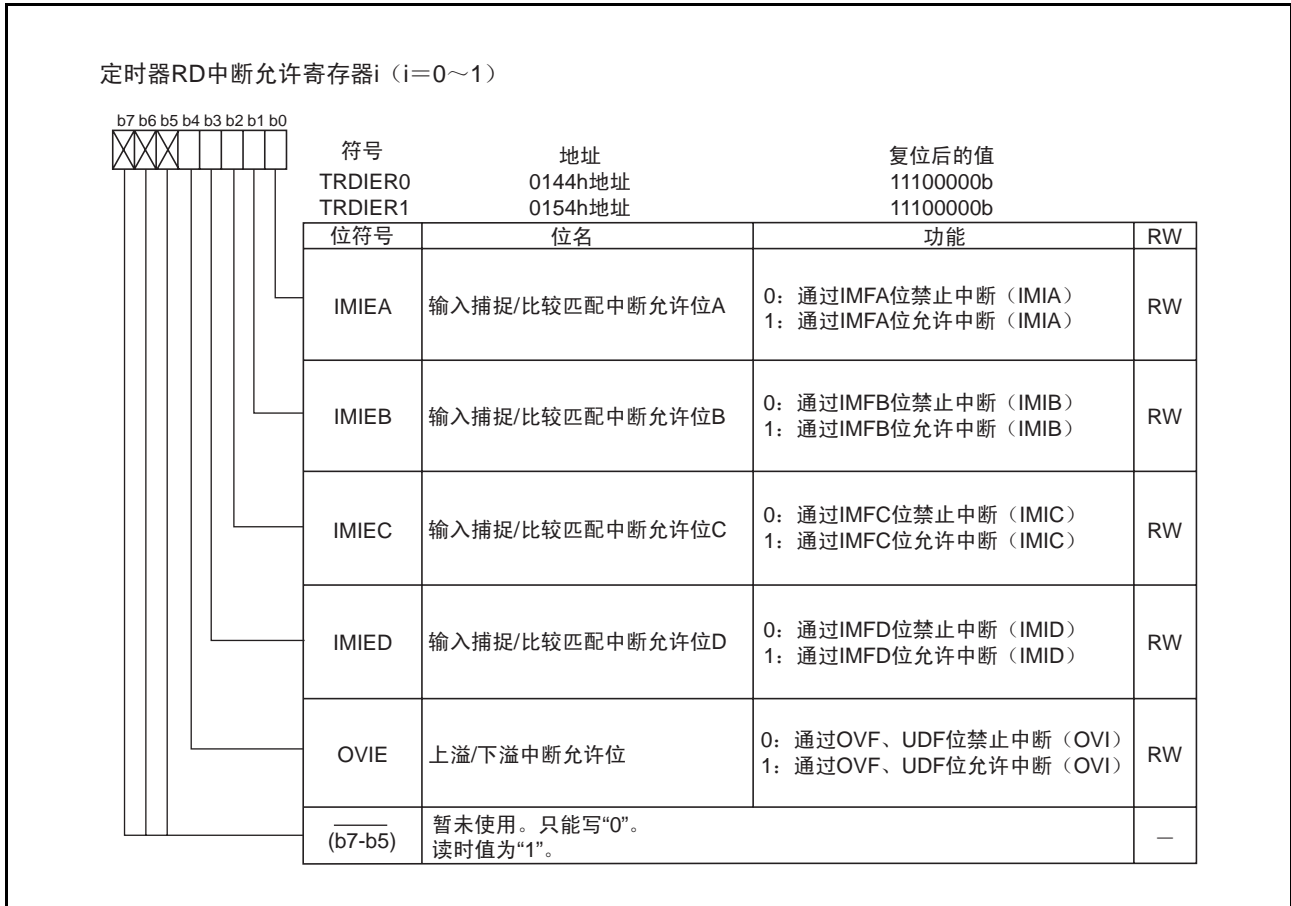 定时器RD中断允许寄存器i（i＝0～1）
b7 b6 b5 b4 b3 b2 b1 b0
符号 地址 复位后的值
TRDIER0 0144h地址 11100000b
TRDIER1 0154h地址 11100000b
位符号 位名 功能 RW
IMIEA 输入捕捉/比较匹配中断允许位A 0：通过IMFA位禁止中断（IMIA） RW
1：通过IMFA位允许中断（IMIA）
IMIEB 输入捕捉/比较匹配中断允许位B 0：通过IMFB位禁止中断（IMIB） RW
1：通过IMFB位允许中断（IMIB）
IMIEC 输入捕捉/比较匹配中断允许位C 0：通过IMFC位禁止中断（IMIC） RW
1：通过IMFC位允许中断（IMIC）
IMIED 输入捕捉/比较匹配中断允许位D 0：通过IMFD位禁止中断（IMID） RW
1：通过IMFD位允许中断（IMID）
OVIE 上溢/下溢中断允许位 0：通过OVF、UDF位禁止中断（OVI） RW
1：通过OVF、UDF位允许中断（OVI）
(b7-b5) 暂未使用。只能写“0”。 —
读时值为“1”。